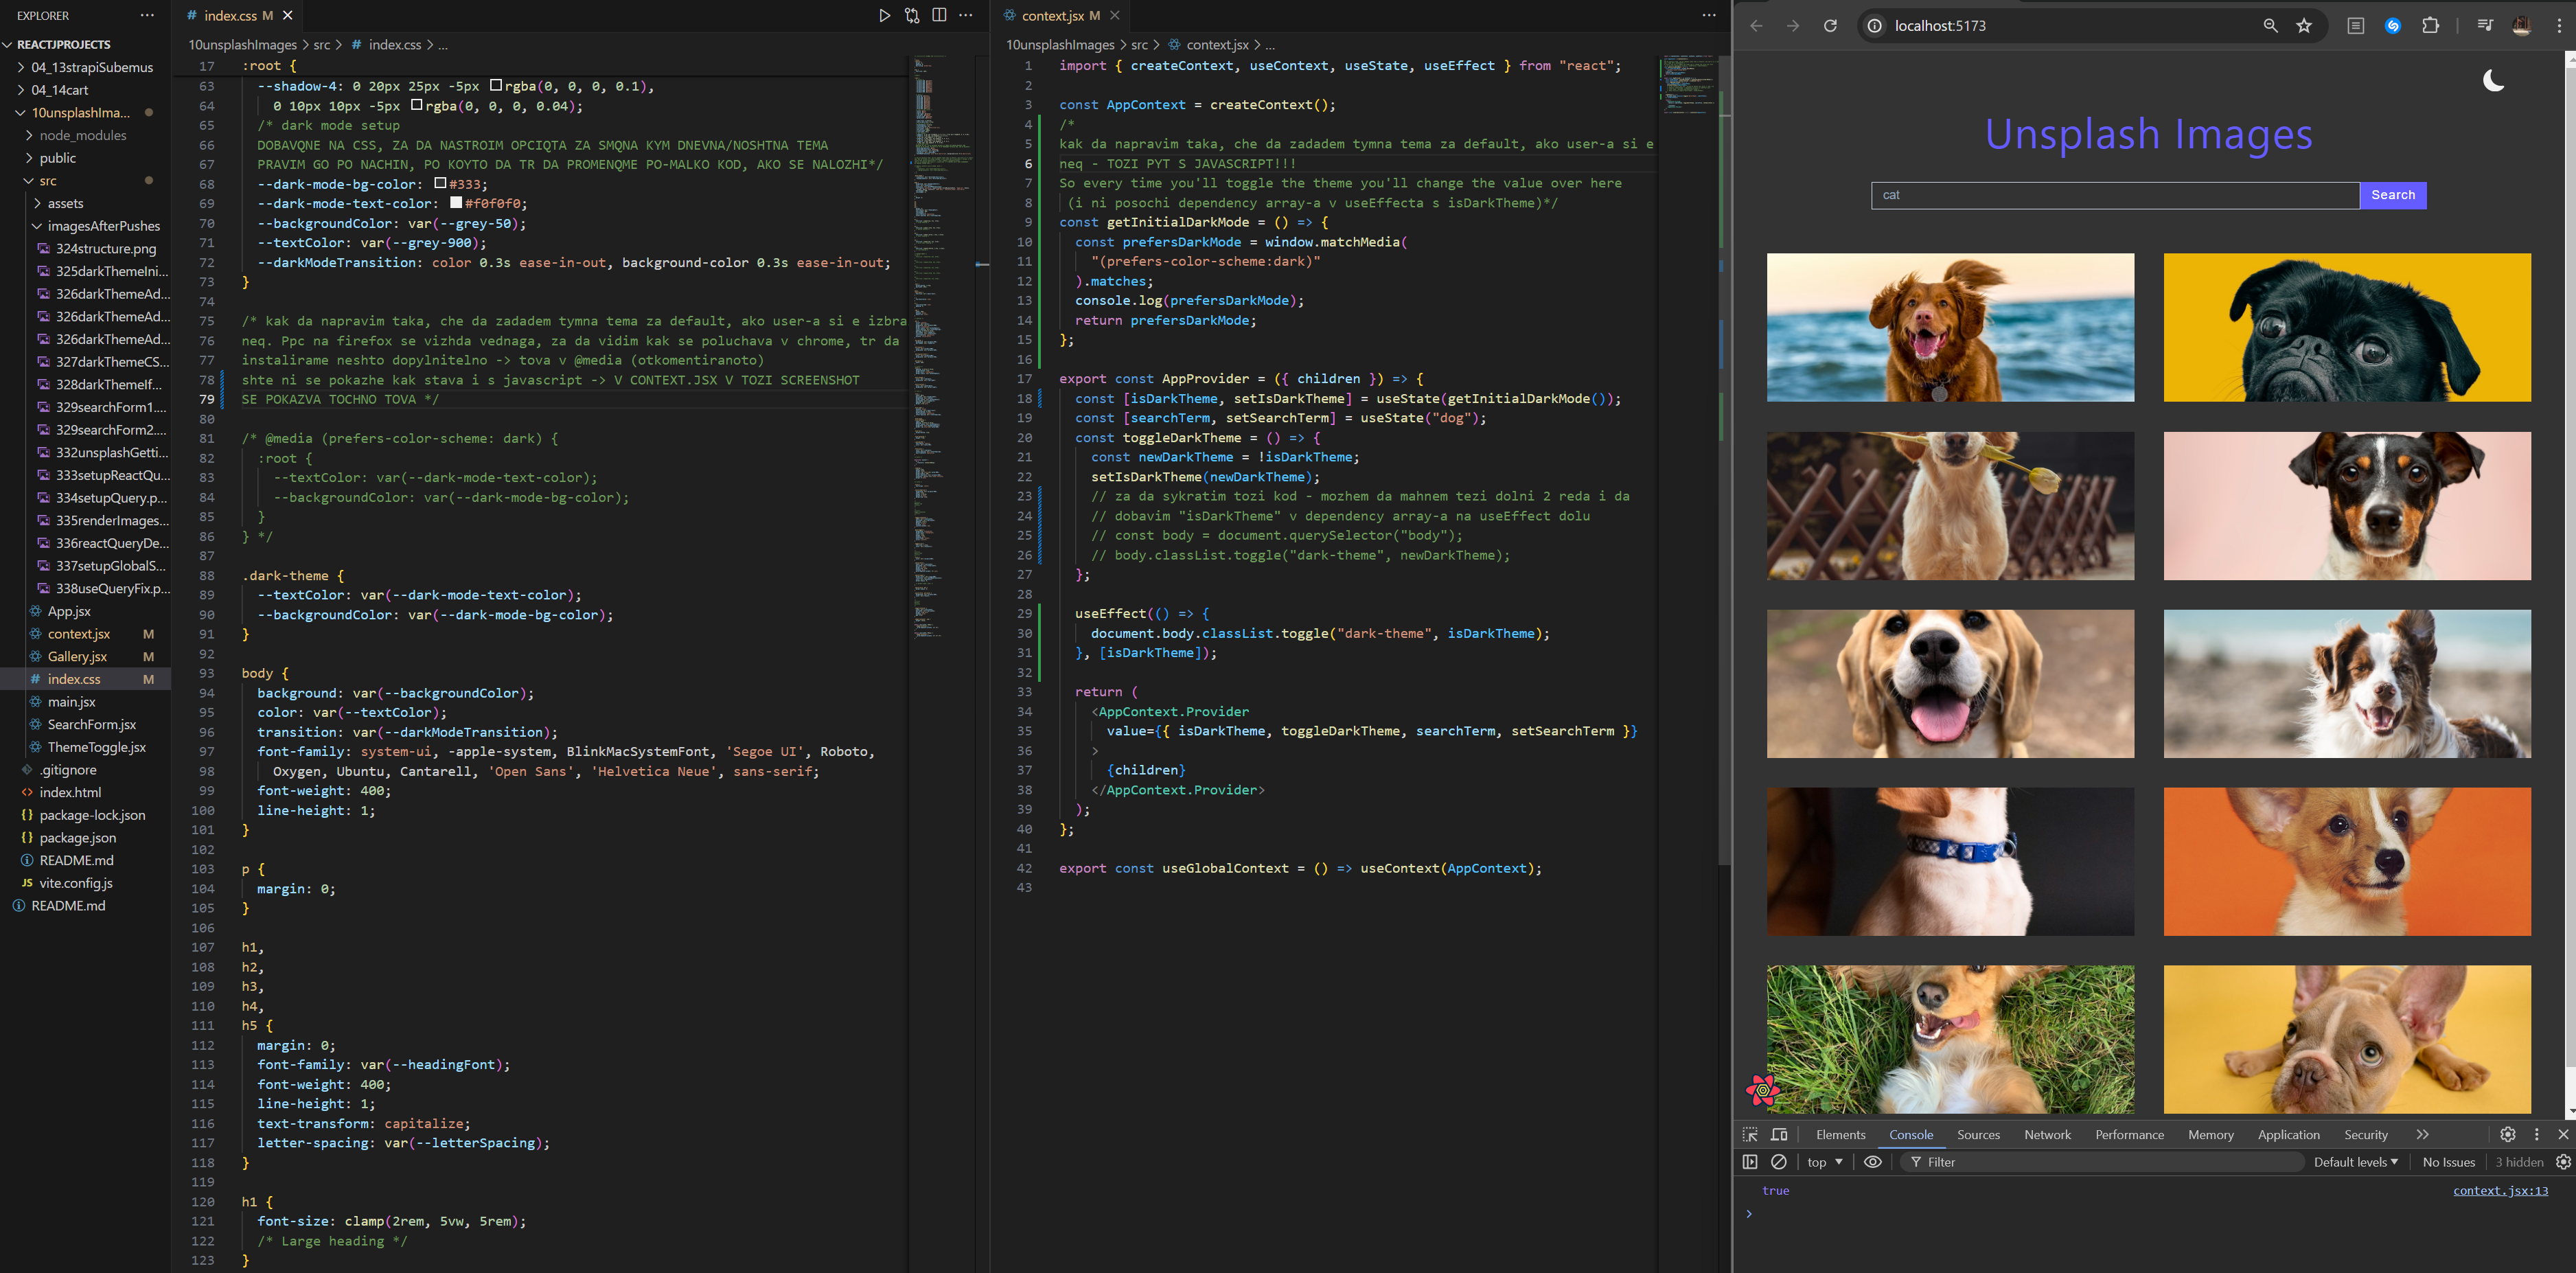 EXPLORER
REACTJPROJECTS
04_13strapiSubemus
04_14cart
10unsplashIma...
node_modules
public
src
assets
imagesAfterPushes
324structure.png
325darkThemeIni...
326darkThemeAd...
326darkThemeAd...
326darkThemeAd...
327darkThemeCS...
328darkThemeIf...
329searchForm1....
329searchForm2....
332unsplashGetti...
333setupReactQu...
334setupQuery.p...
335renderImages...
336reactQueryDe...
337setupGlobalS...
338useQueryFix.p...
App.jsx
context.jsx M
Gallery.jsx M
index.css M
main.jsx
SearchForm.jsx
ThemeToggle.jsx
.gitignore
index.html
package-lock.json
package.json
README.md
vite.config.js
README.md
index.css M
10unsplashImages > src > # index.css > ...
17 :root {
63 --shadow-4: 0 20px 25px -5px rgba(0, 0, 0, 0.1),
64 0 10px 10px -5px rgba(0, 0, 0, 0.04);
65 /* dark mode setup
66 DOBAVQNE NA CSS, ZA DA NASTROIM OPCIQTA ZA SMQNA KYM DNEVNA/NOSHTNA TEMA
67 PRAVIM GO PO NACHIN, PO KOYTO DA TR DA PROMENQME PO-MALKO KOD, AKO SE NALOZHI*/
68 --dark-mode-bg-color: #333;
69 --dark-mode-text-color: #f0f0f0;
70 --backgroundColor: var(--grey-50);
71 --textColor: var(--grey-900);
72 --darkModeTransition: color 0.3s ease-in-out, background-color 0.3s ease-in-out;
73 }
74
75 /* kak da napravim taka, che da zadadem tymna tema za default, ako user-a si e izbra
76 neq. Ppc na firefox se vizhda vednaga, za da vidim kak se poluchava v chrome, tr da
77 instalirame neshto dopylnitelno -> tova v @media (otkomentiranoto)
78 shte ni se pokazhe kak stava i s javascript -> V CONTEXT.JSX V TOZI SCREENSHOT
79 SE POKAZVA TOCHNO TOVA */
80
81 /* @media (prefers-color-scheme: dark) {
82 :root {
83 --textColor: var(--dark-mode-text-color);
84 --backgroundColor: var(--dark-mode-bg-color);
85 }
86 } */
87
88 .dark-theme {
89 --textColor: var(--dark-mode-text-color);
90 --backgroundColor: var(--dark-mode-bg-color);
91 }
92
93 body {
94 background: var(--backgroundColor);
95 color: var(--textColor);
96 transition: var(--darkModeTransition);
97 font-family: system-ui, -apple-system, BlinkMacSystemFont, 'Segoe UI', Roboto,
98 Oxygen, Ubuntu, Cantarell, 'Open Sans', 'Helvetica Neue', sans-serif;
99 font-weight: 400;
100 line-height: 1;
101 }
102
103 p {
104 margin: 0;
105 }
106
107 h1,
108 h2,
109 h3,
110 h4,
111 h5 {
112 margin: 0;
113 font-family: var(--headingFont);
114 font-weight: 400;
115 line-height: 1;
116 text-transform: capitalize;
117 letter-spacing: var(--letterSpacing);
118 }
119
120 h1 {
121 font-size: clamp(2rem, 5vw, 5rem);
122 /* Large heading */
123 }
context.jsx M
10unsplashImages > src > context.jsx > ...
1 import { createContext, useContext, useState, useEffect } from "react";
2
3 const AppContext = createContext();
4 /*
5 kak da napravim taka, che da zadadem tymna tema za default, ako user-a si e
6 neq - TOZI PYT S JAVASCRIPT!!!
7 So every time you'll toggle the theme you'll change the value over here
8 (i ni posochi dependency array-a v useEffecta s isDarkTheme)*/
9 const getInitialDarkMode = () => {
10 const prefersDarkMode = window.matchMedia(
11 "(prefers-color-scheme:dark)"
12 ).matches;
13 console.log(prefersDarkMode);
14 return prefersDarkMode;
15 };
16
17 export const AppProvider = ({ children }) => {
18 const [isDarkTheme, setIsDarkTheme] = useState(getInitialDarkMode());
19 const [searchTerm, setSearchTerm] = useState("dog");
20 const toggleDarkTheme = () => {
21 const newDarkTheme = !isDarkTheme;
22 setIsDarkTheme(newDarkTheme);
23 // za da sykratim tozi kod - mozhem da mahnem tezi dolni 2 reda i da
24 // dobavim "isDarkTheme" v dependency array-a na useEffect dolu
25 // const body = document.querySelector("body");
26 // body.classList.toggle("dark-theme", newDarkTheme);
27 };
28
29 useEffect(() => {
30 document.body.classList.toggle("dark-theme", isDarkTheme);
31 }, [isDarkTheme]);
32
33 return (
34 <AppContext.Provider
35 value={{ isDarkTheme, toggleDarkTheme, searchTerm, setSearchTerm }}
36 >
37 {children}
38 </AppContext.Provider>
39 );
40 };
41
42 export const useGlobalContext = () => useContext(AppContext);
43
localhost:5173
Unsplash Images
cat
Search
Elements Console Sources Network Performance Memory Application Security
top Filter Default levels No Issues 3 hidden
true context.jsx:13